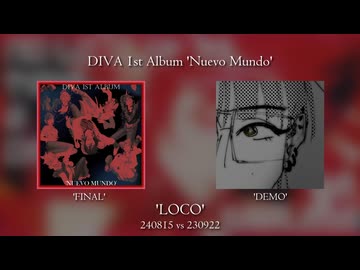 DIVA 1st Album 'Nuevo Mundo'
DIVA 1ST ALBUM
'NUEVO MUNDO'
'FINAL'
'DEMO'
'LOCO'
240815 vs 230922